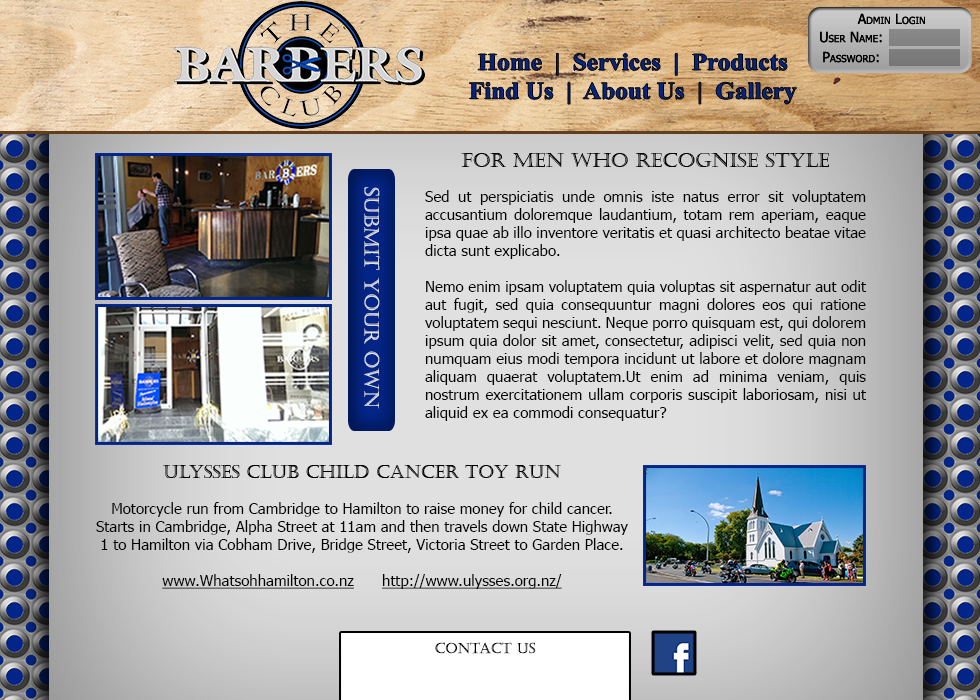 THE
BARBERS
CLUB
Home | Services | Products
Find Us | About Us | Gallery
Admin Login
User Name:
Password:
BARBERS
FOR MEN WHO RECOGNISE STYLE
SUBMIT YOUR OWN
Sed ut perspiciatis unde omnis iste natus error sit voluptatem
accusantium doloremque laudantium, totam rem aperiam, eaque
ipsa quae ab illo inventore veritatis et quasi architecto beatae vitae
dicta sunt explicabo.
Nemo enim ipsam voluptatem quia voluptas sit aspernatur aut odit
aut fugit, sed quia consequuntur magni dolores eos qui ratione
voluptatem sequi nesciunt. Neque porro quisquam est, qui dolorem
ipsum quia dolor sit amet, consectetur, adipisci velit, sed quia non
numquam eius modi tempora incidunt ut labore et dolore magnam
aliquam quaerat voluptatem.Ut enim ad minima veniam, quis
nostrum exercitationem ullam corporis suscipit laboriosam, nisi ut
aliquid ex ea commodi consequatur?
BARBERS
BARBERS
ULYSSES CLUB CHILD CANCER TOY RUN
Motorcycle run from Cambridge to Hamilton to raise money for child cancer.
Starts in Cambridge, Alpha Street at 11am and then travels down State Highway
1 to Hamilton via Cobham Drive, Bridge Street, Victoria Street to Garden Place.
www.Whatsohhamilton.co.nz http://www.ulysses.org.nz/
CONTACT US
f